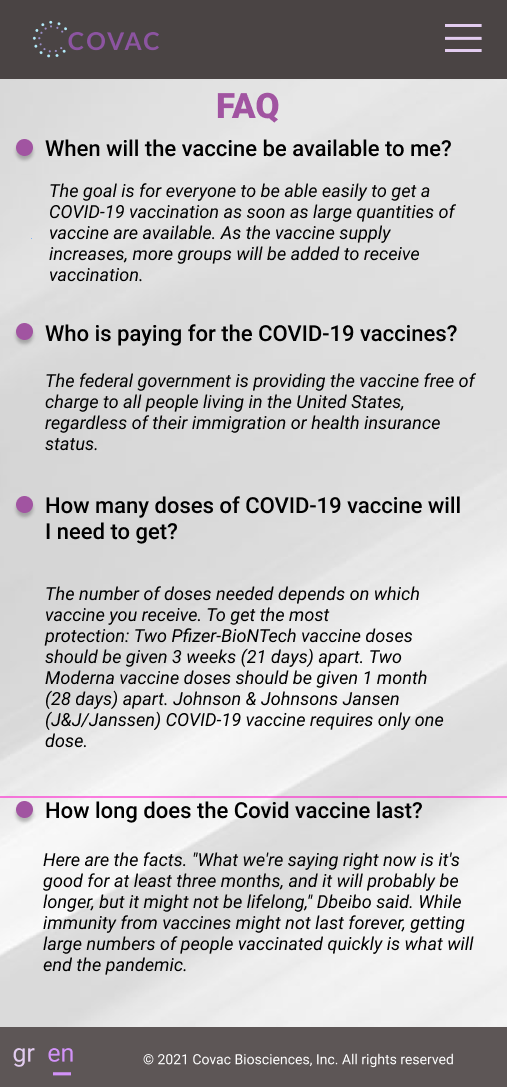 COVAC
FAQ
When will the vaccine be available to me?
The goal is for everyone to be able easily to get a
COVID-19 vaccination as soon as large quantities of
vaccine are available. As the vaccine supply
increases, more groups will be added to receive
vaccination.
Who is paying for the COVID-19 vaccines?
The federal government is providing the vaccine free of
charge to all people living in the United States,
regardless of their immigration or health insurance
status.
How many doses of COVID-19 vaccine will
I need to get?
The number of doses needed depends on which
vaccine you receive. To get the most
protection: Two Pfizer-BioNTech vaccine doses
should be given 3 weeks (21 days) apart. Two
Moderna vaccine doses should be given 1 month
(28 days) apart. Johnson & Johnsons Jansen
(J&J/Janssen) COVID-19 vaccine requires only one
dose.
How long does the Covid vaccine last?
Here are the facts. "What we're saying right now is it's
good for at least three months, and it will probably be
longer, but it might not be lifelong," Dbeibo said. While
immunity from vaccines might not last forever, getting
large numbers of people vaccinated quickly is what will
end the pandemic.
gr en
© 2021 Covac Biosciences, Inc. All rights reserved